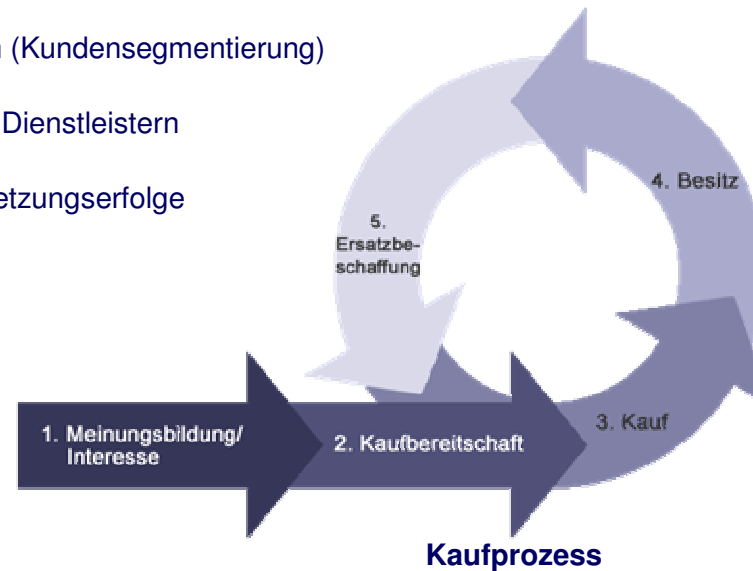 (Kundensegmentierung)
Dienstleistern
etzungserfolge
4. Besitz
5.
Ersatzbe-
schaffung
3. Kauf
1. Meinungsbildung/
Interesse
2. Kaufbereitschaft
Kaufprozess